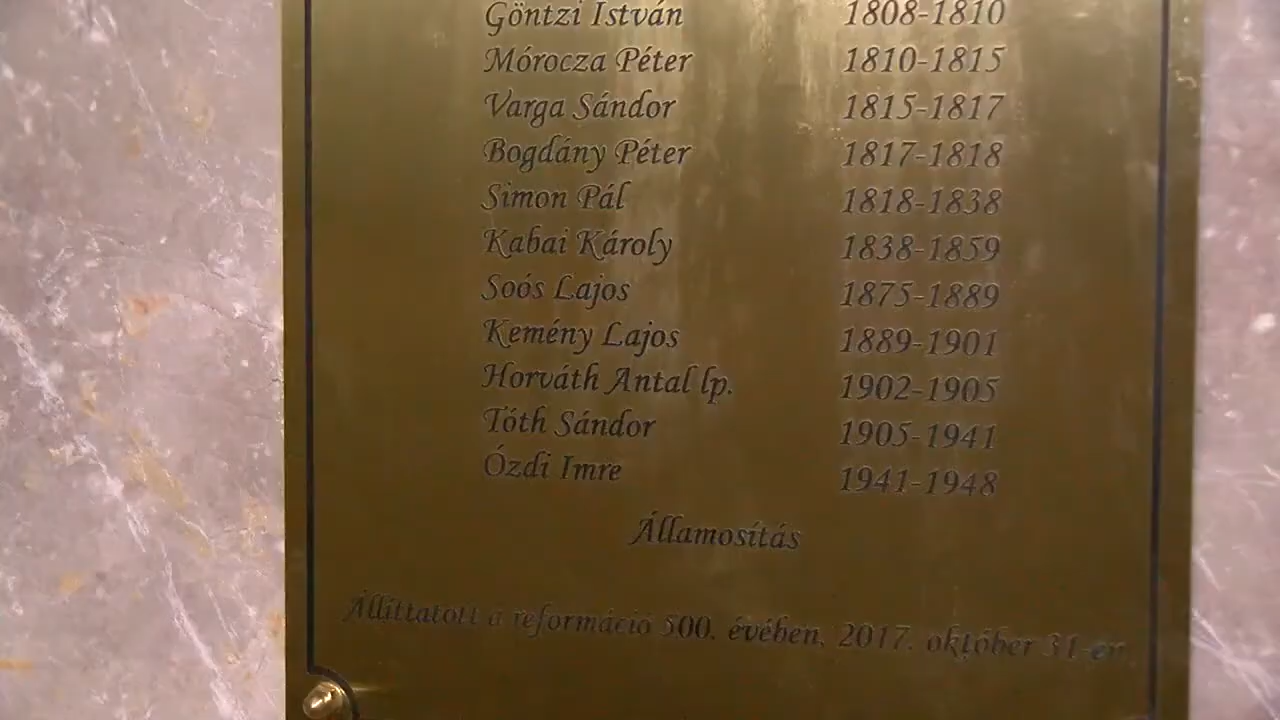 Göntzi István 1808-1810
Mórocza Péter 1810-1815
Varga Sándor 1815-1817
Bogdány Péter 1817-1818
Simon Pál 1818-1838
Kabai Károly 1838-1859
Soós Lajos 1875-1889
Kemény Lajos 1889-1901
Horváth Antal lp. 1902-1905
Tóth Sándor 1905-1941
Ózdi Imre 1941-1948
Államosítás
Állíttatott a reformáció 500. évében, 2017. október 31-én